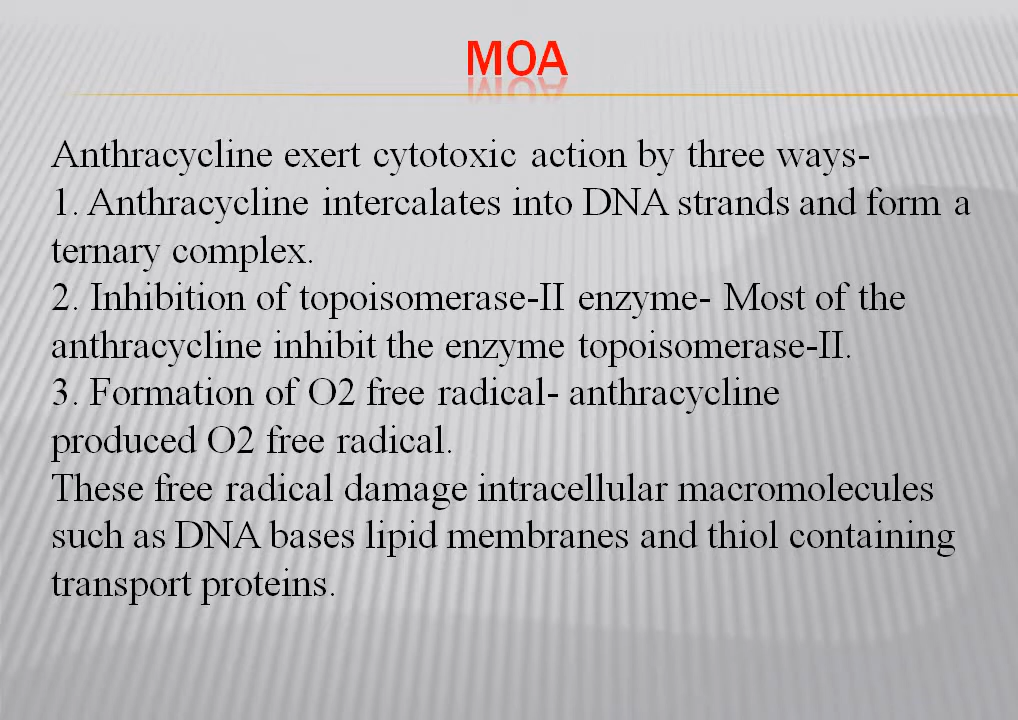 MOA
Anthracycline exert cytotoxic action by three ways-
1. Anthracycline intercalates into DNA strands and form a
ternary complex.
2. Inhibition of topoisomerase-II enzyme- Most of the
anthracycline inhibit the enzyme topoisomerase-II.
3. Formation of O2 free radical- anthracycline
produced O2 free radical.
These free radical damage intracellular macromolecules
such as DNA bases lipid membranes and thiol containing
transport proteins.